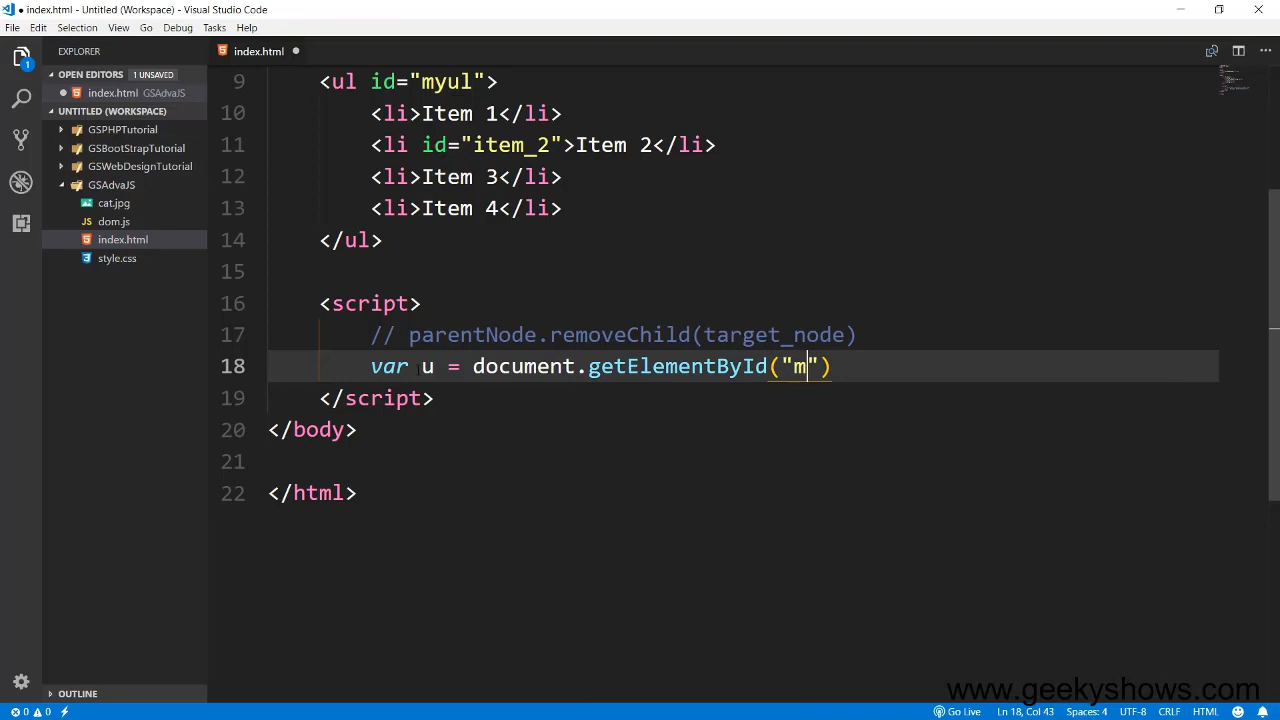 ● index.html - Untitled (Workspace) - Visual Studio Code
File Edit Selection View Go Debug Tasks Help
EXPLORER
index.html ●
OPEN EDITORS 1 UNSAVED
index.html GSAdvaJS
UNTITLED (WORKSPACE)
GSPHPTutorial
GSBootStrapTutorial
GSWebDesignTutorial
GSAdvaJS
cat.jpg
JS dom.js
index.html
style.css
OUTLINE
1
9 <ul id="myul">
10 <li>Item 1</li>
11 <li id="item_2">Item 2</li>
12 <li>Item 3</li>
13 <li>Item 4</li>
14 </ul>
15
16 <script>
17 // parentNode.removeChild(target_node)
18 var u = document.getElementById("m")
19 </script>
20 </body>
21
22 </html>
www.geekyshows.com
0 0 Go Live Ln 18, Col 43 Spaces: 4 UTF-8 CRLF HTML